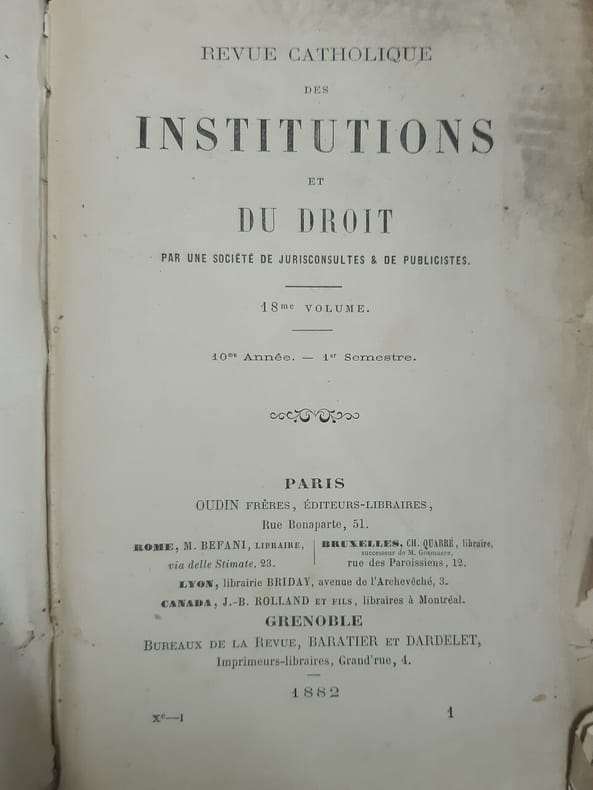 REVUE CATHOLIQUE
DES
INSTITUTIONS
ET
DU DROIT
PAR UNE SOCIÉTÉ DE JURISCONSULTES & DE PUBLICISTES.
18me VOLUME.
10me Année. — 1er Semestre.
PARIS
OUDIN FRÈRES, ÉDITEURS-LIBRAIRES,
Rue Bonaparte, 51.
ROME, M. BEFANI, LIBRAIRE,
via delle Stimate, 23.
BRUXELLES, CH. QUARRÉ, libraire,
successeur de M. Goemaere,
rue des Paroissiens, 12.
LYON, librairie BRIDAY, avenue de l'Archevêché, 3.
CANADA, J.-B. ROLLAND ET FILS, libraires à Montréal.
GRENOBLE
BUREAUX DE LA REVUE, BARATIER ET DARDELET,
Imprimeurs-libraires, Grand'rue, 4.
1882
Xe—I 1